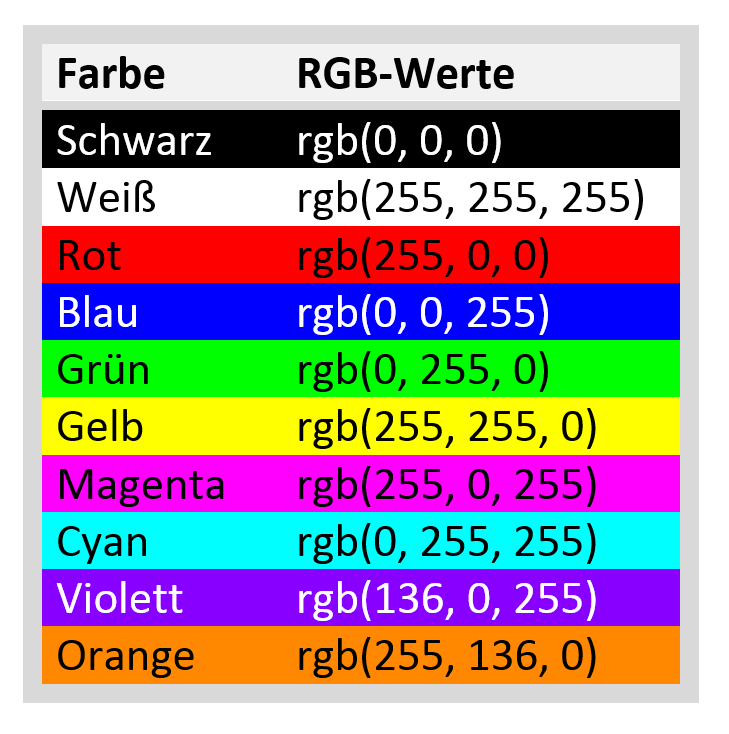 Farbe RGB-Werte
Schwarz rgb(0, 0, 0)
Weiß rgb(255, 255, 255)
Rot rgb(255, 0, 0)
Blau rgb(0, 0, 255)
Grün rgb(0, 255, 0)
Gelb rgb(255, 255, 0)
Magenta rgb(255, 0, 255)
Cyan rgb(0, 255, 255)
Violett rgb(136, 0, 255)
Orange rgb(255, 136, 0)